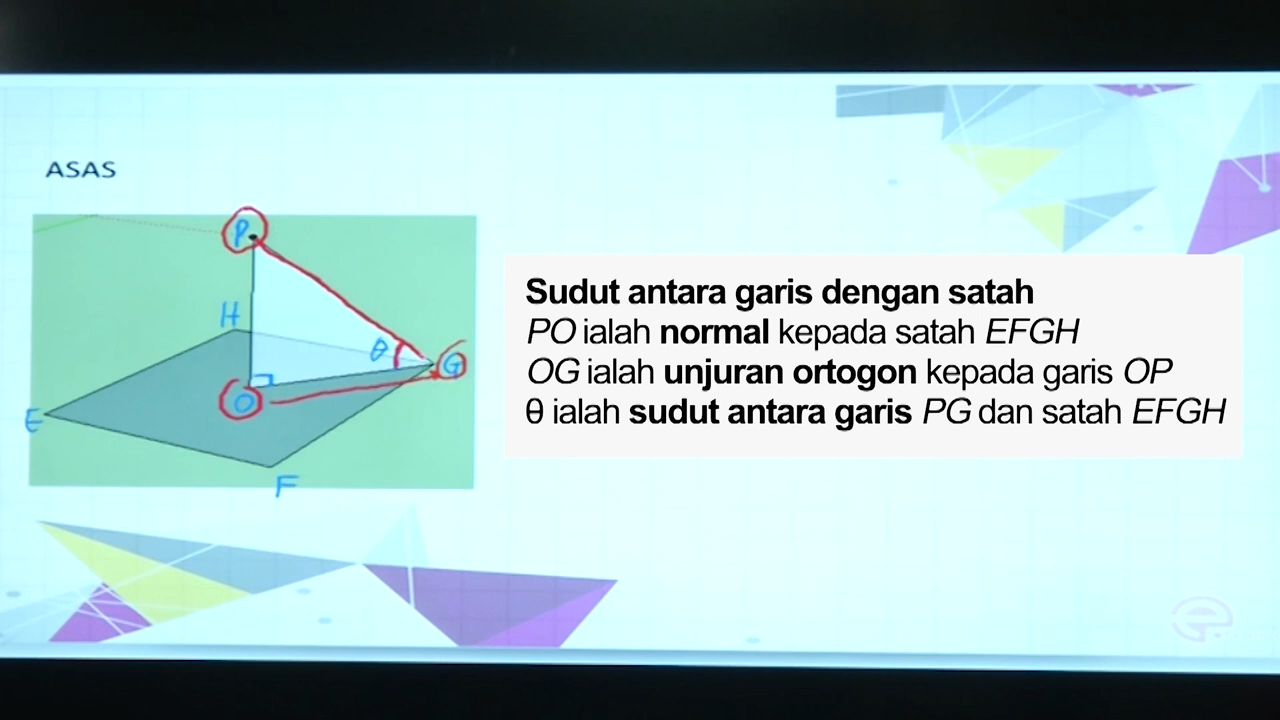 ASAS
P
H
θ
G
O
E
F
Sudut antara garis dengan satah
PO ialah normal kepada satah EFGH
OG ialah unjuran ortogon kepada garis OP
θ ialah sudut antara garis PG dan satah EFGH